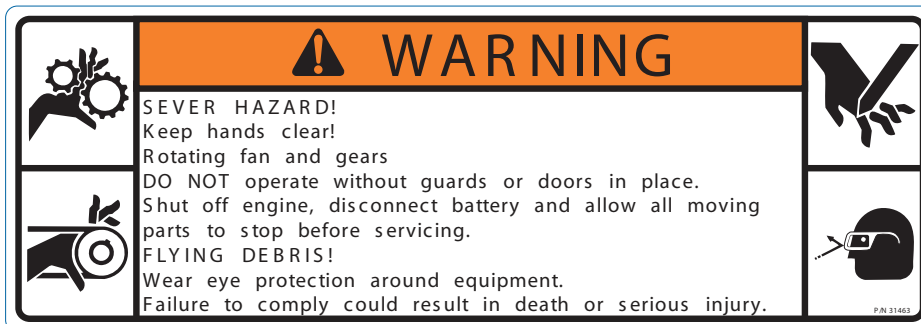 WARNING
SEVER HAZARD!
Keep hands clear!
Rotating fan and gears
DO NOT operate without guards or doors in place.
Shut off engine, disconnect battery and allow all moving
parts to stop before servicing.
FLYING DEBRIS!
Wear eye protection around equipment.
Failure to comply could result in death or serious injury.
P/N 31463